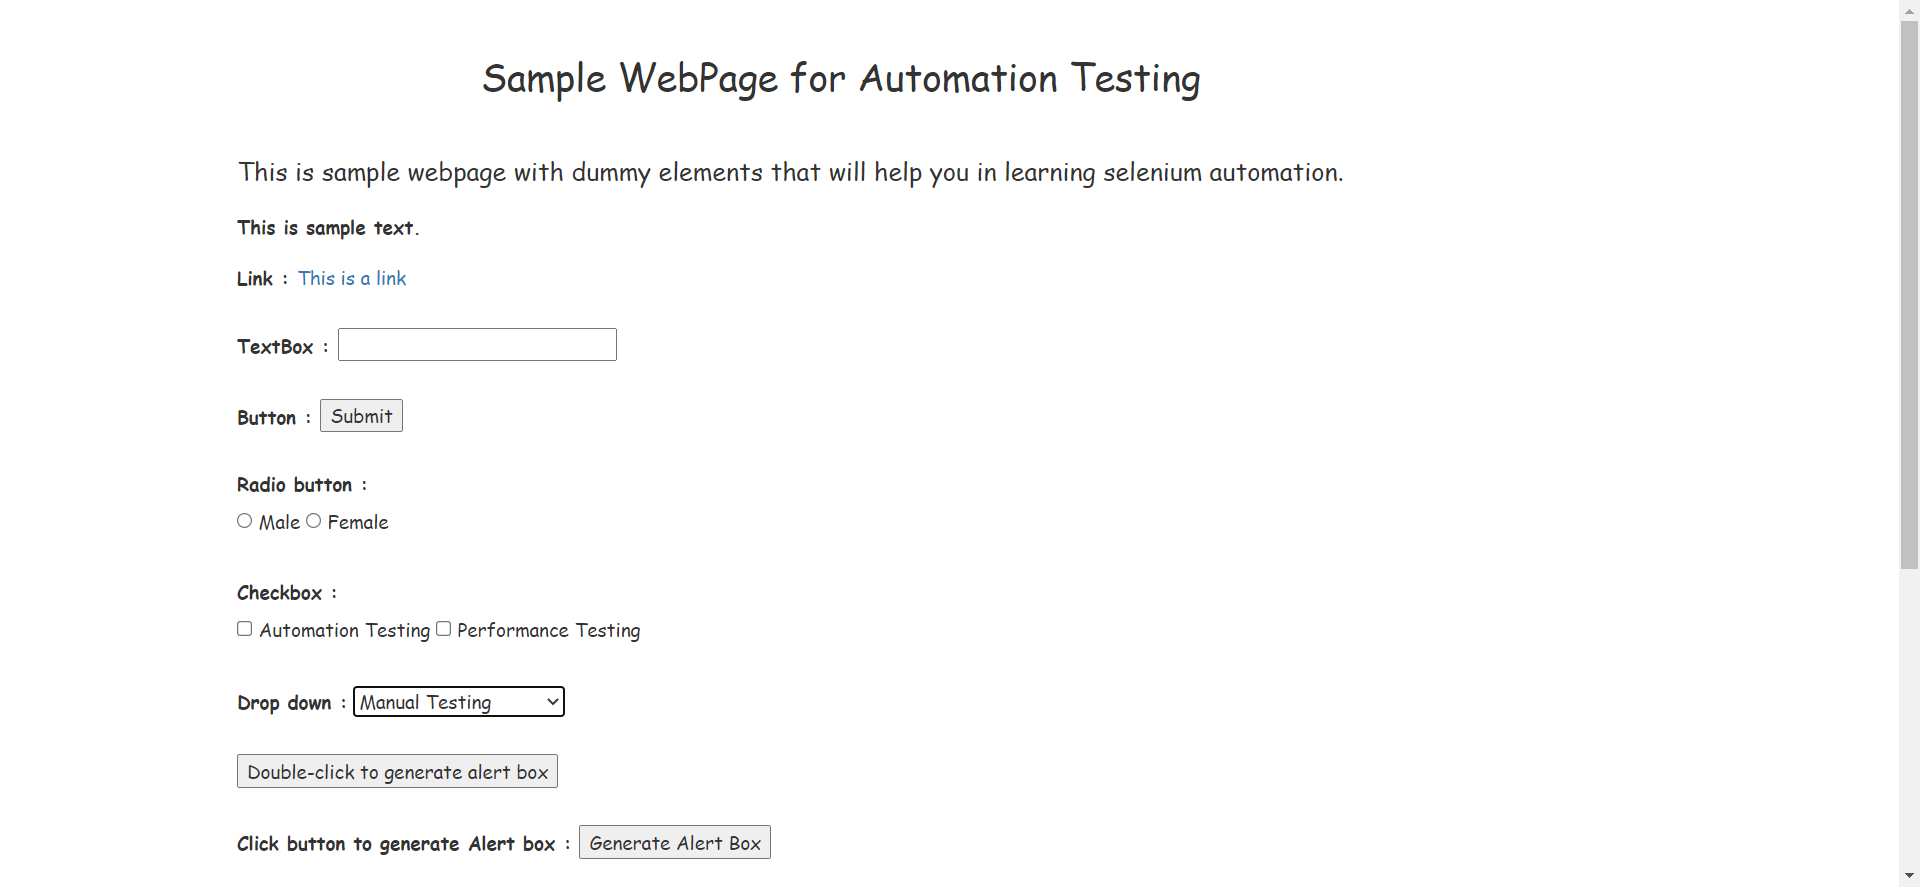 Sample WebPage for Automation Testing
This is sample webpage with dummy elements that will help you in learning selenium automation.
This is sample text.
Link : This is a link
TextBox :
Button : Submit
Radio button :
Male Female
Checkbox :
Automation Testing Performance Testing
Drop down : Manual Testing
Double-click to generate alert box
Click button to generate Alert box : Generate Alert Box